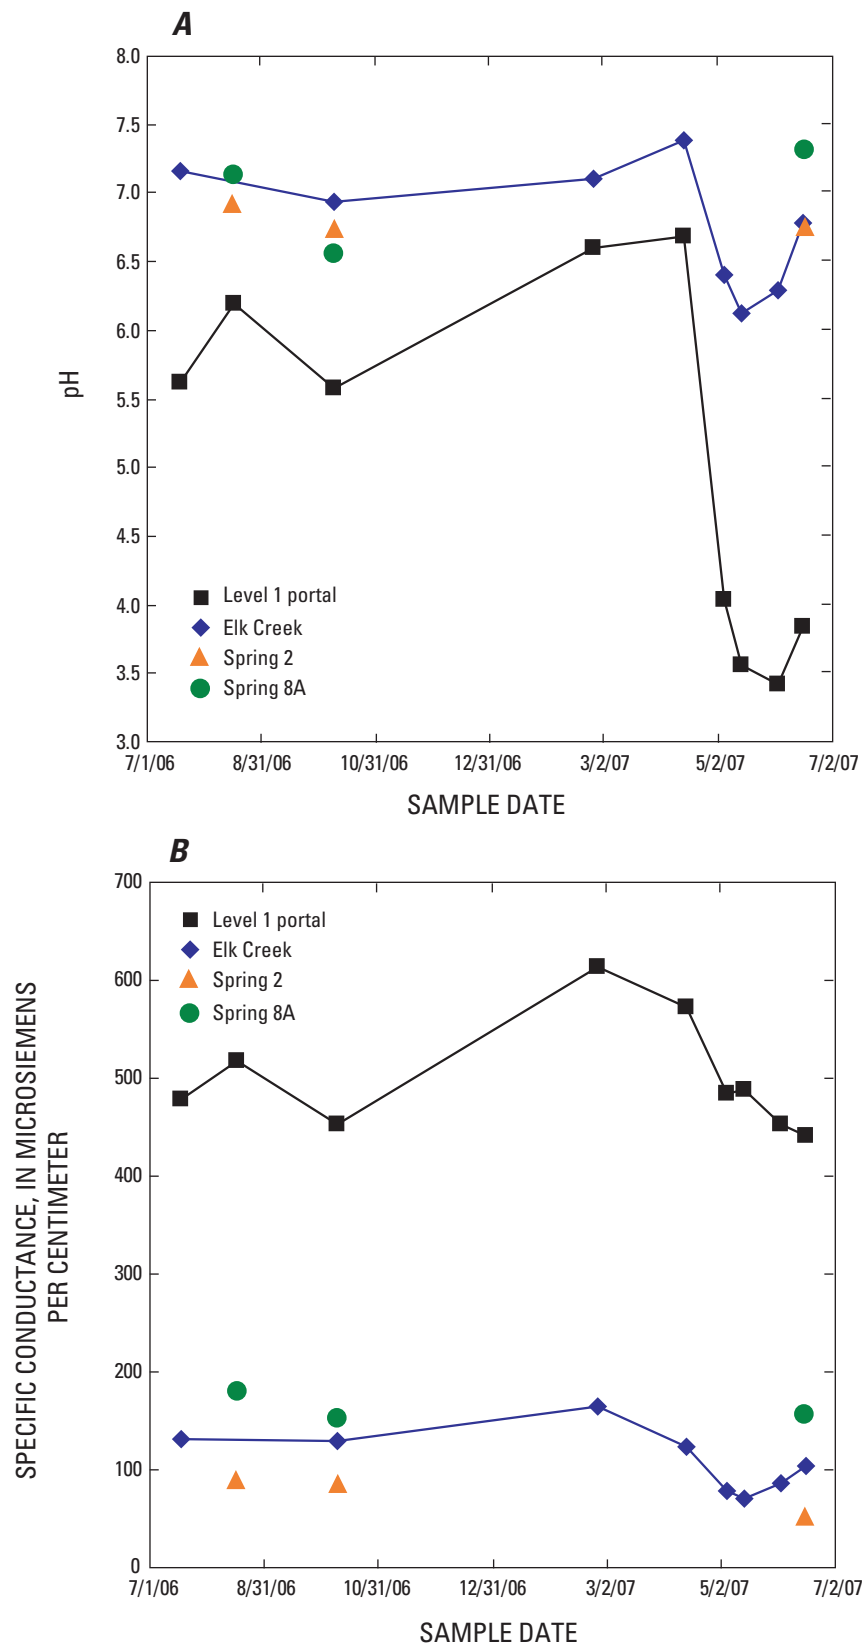 A
8.0
7.5
7.0
6.5
6.0
5.5
5.0
4.5
4.0
3.5
3.0
pH
Level 1 portal
Elk Creek
Spring 2
Spring 8A
7/1/06 8/31/06 10/31/06 12/31/06 3/2/07 5/2/07 7/2/07
SAMPLE DATE
B
700
600
500
400
300
200
100
0
SPECIFIC CONDUCTANCE, IN MICROSIEMENS
PER CENTIMETER
Level 1 portal
Elk Creek
Spring 2
Spring 8A
7/1/06 8/31/06 10/31/06 12/31/06 3/2/07 5/2/07 7/2/07
SAMPLE DATE